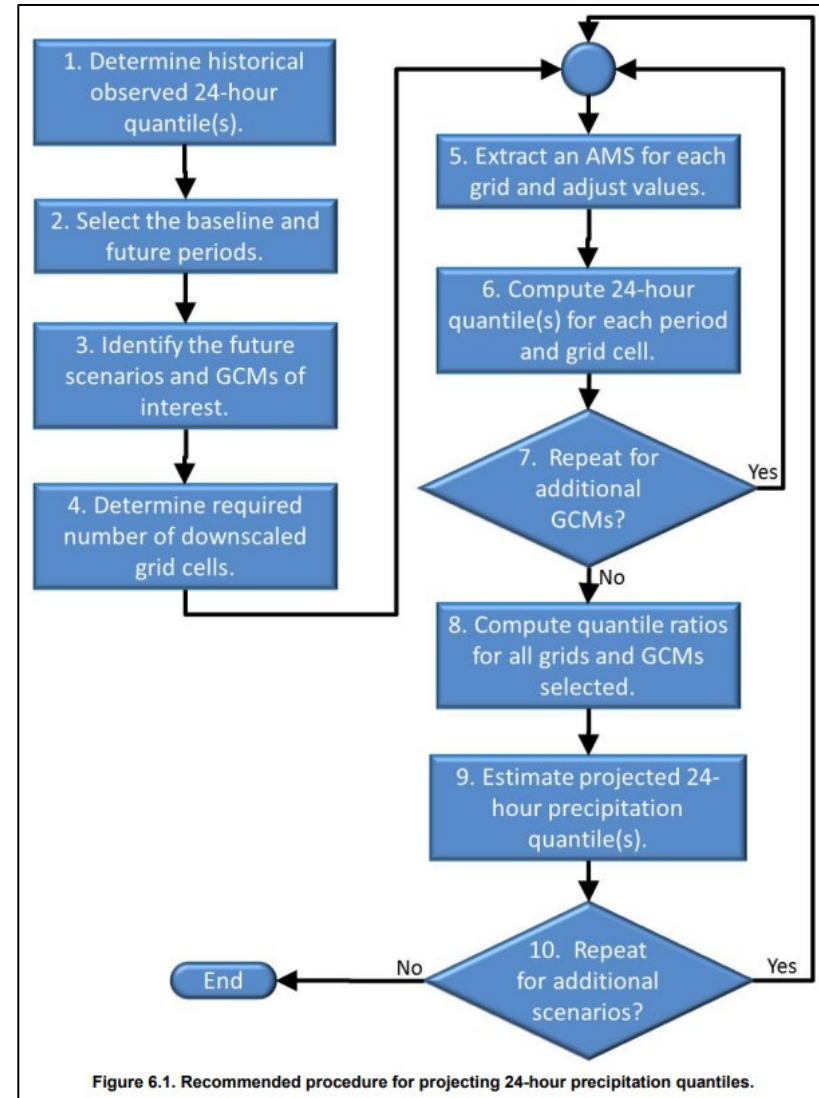 1. Determine historical
observed 24-hour
quantile(s).
2. Select the baseline and
future periods.
3. Identify the future
scenarios and GCMs of
interest.
4. Determine required
number of downscaled
grid cells.
5. Extract an AMS for each
grid and adjust values.
6. Compute 24-hour
quantile(s) for each period
and grid cell.
7. Repeat for
additional
GCMs?
Yes
No
8. Compute quantile ratios
for all grids and GCMs
selected.
9. Estimate projected 24-
hour precipitation
quantile(s).
10. Repeat
for additional
scenarios?
Yes
No
End
Figure 6.1. Recommended procedure for projecting 24-hour precipitation quantiles.